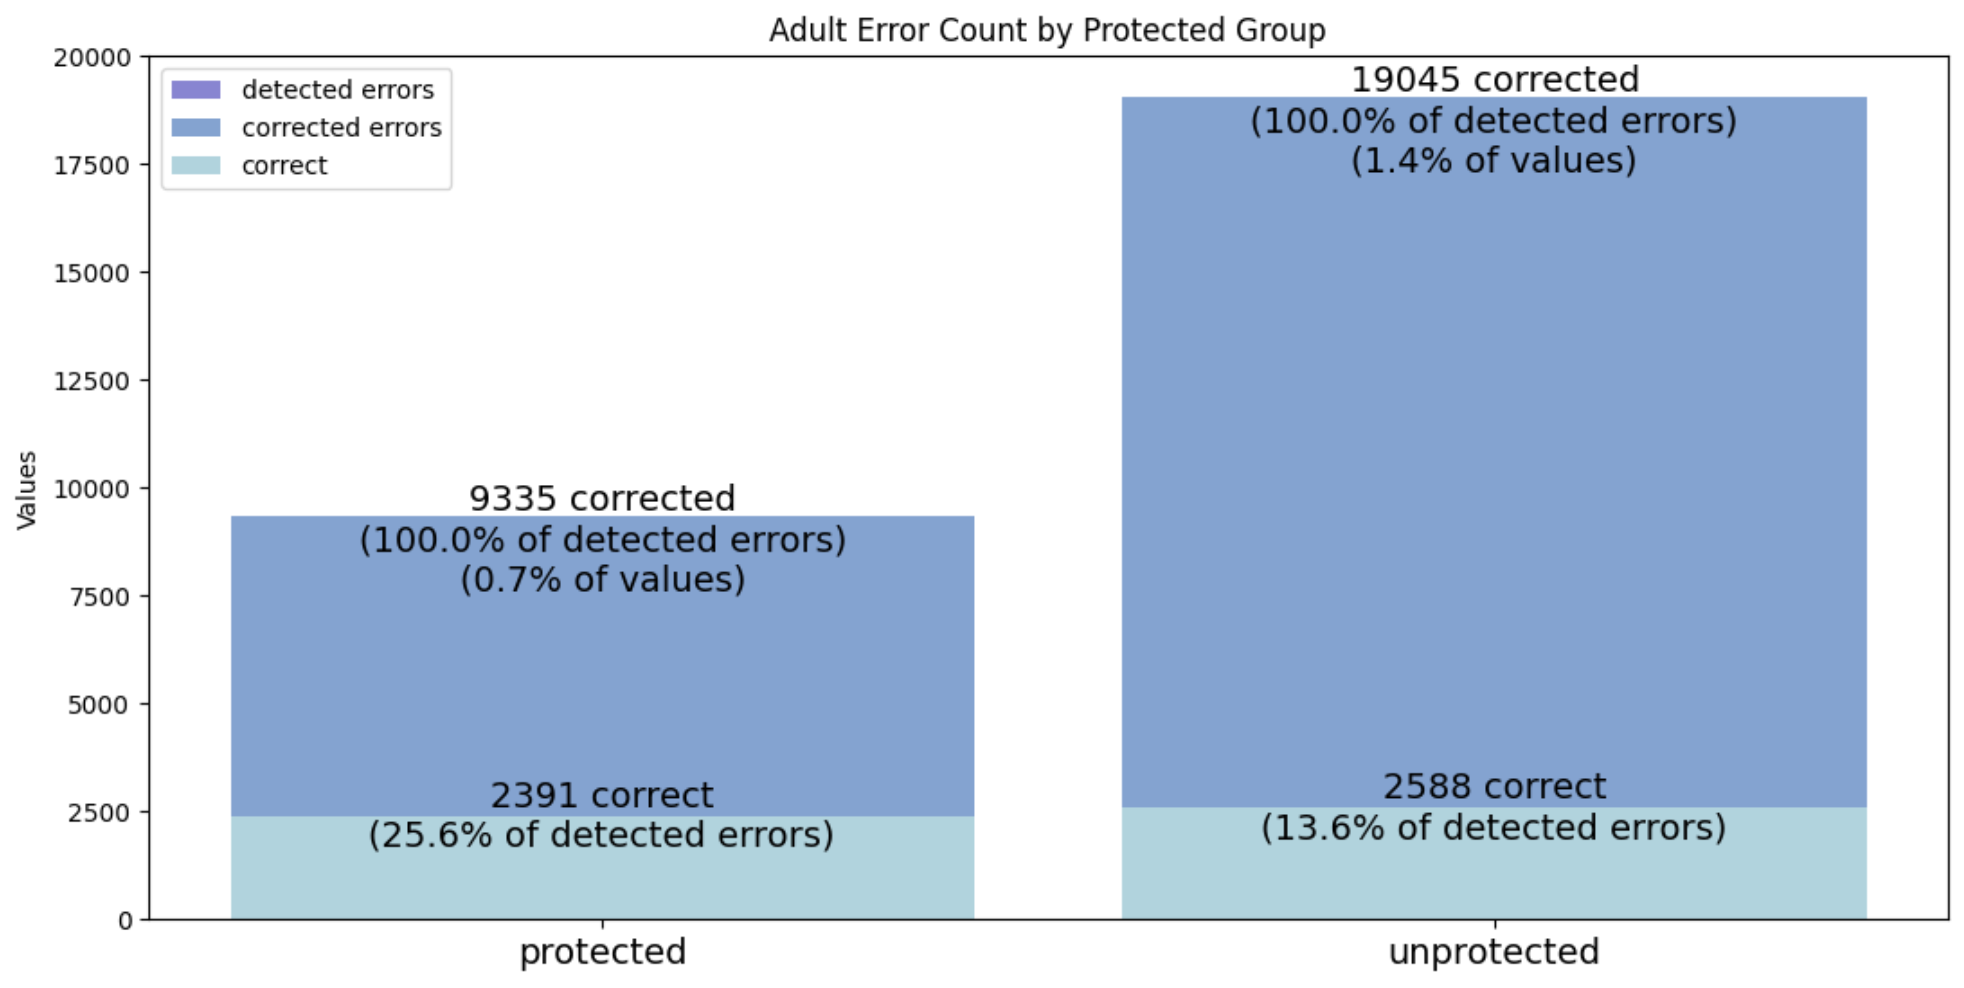 Adult Error Count by Protected Group
20000
17500
15000
12500
10000
7500
5000
2500
0
Values
detected errors
corrected errors
correct
9335 corrected
(100.0% of detected errors)
(0.7% of values)
2391 correct
(25.6% of detected errors)
19045 corrected
(100.0% of detected errors)
(1.4% of values)
2588 correct
(13.6% of detected errors)
protected
unprotected